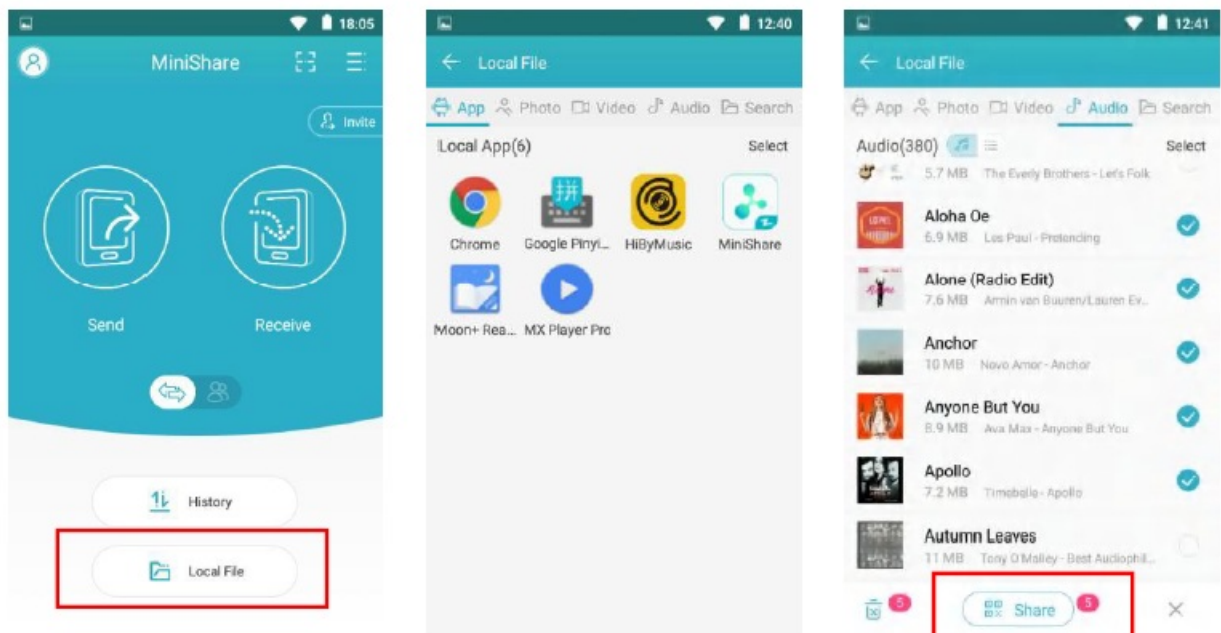 18:05
MiniShare
Invite
Send
Receive
History
Local File
12:40
Local File
App Photo Video Audio Search
Local App(6) Select
Chrome Google Pinyi... HiByMusic MiniShare
Moon+ Rea... MX Player Pro
12:41
Local File
App Photo Video Audio Search
Audio(380) Select
5.7 MB The Everly Brothers - Let's Folk
Aloha Oe
6.9 MB Les Paul - Pretending
Alone (Radio Edit)
7.6 MB Armin van Buuren/Lauren Ev...
Anchor
10 MB Novo Amor - Anchor
Anyone But You
8.9 MB Ava Max - Anyone But You
Apollo
7.2 MB Timebelle - Apollo
Autumn Leaves
11 MB Tony O'Malley - Best Audiophil...
5 Share 5